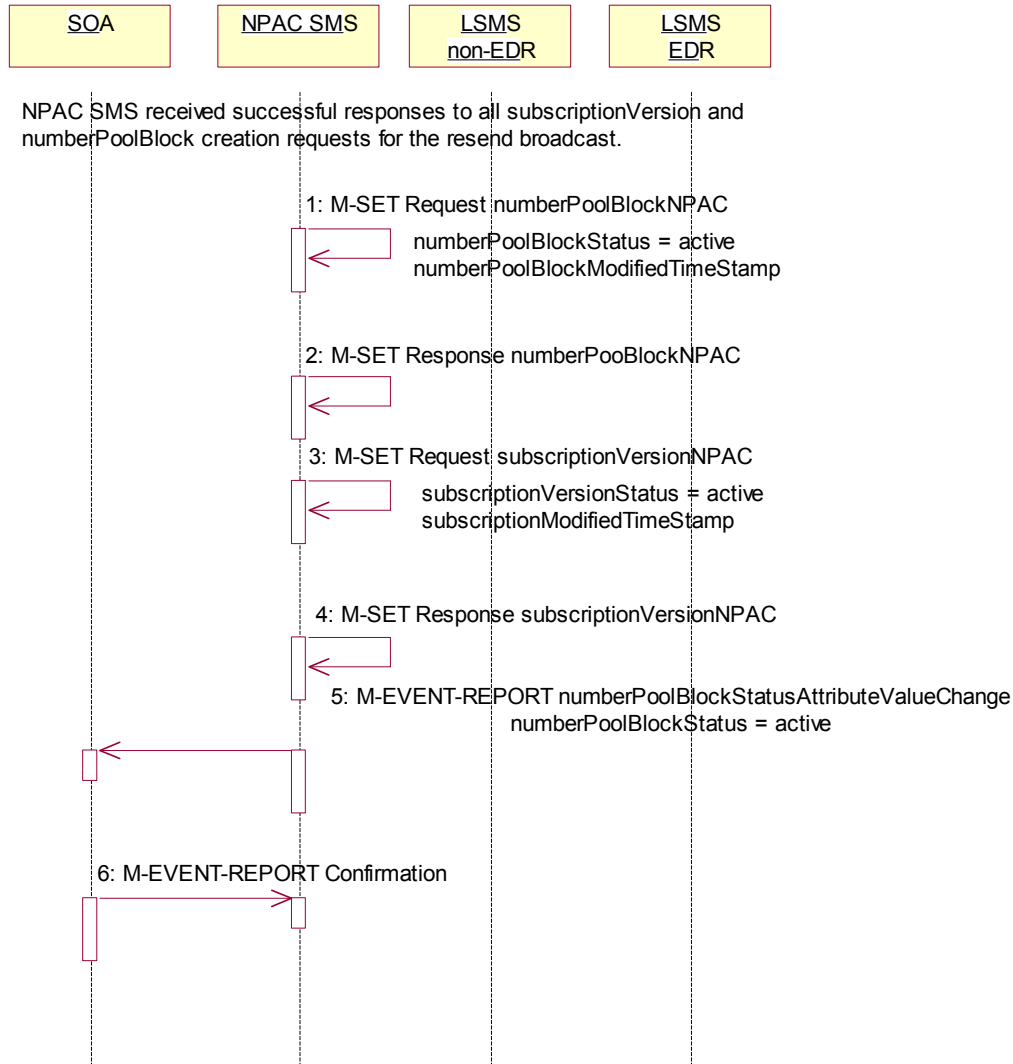 SOA
NPAC SMS
LSMS
non-EDR
LSMS
EDR
NPAC SMS received successful responses to all subscriptionVersion and
numberPoolBlock creation requests for the resend broadcast.
1: M-SET Request numberPoolBlockNPAC
numberPoolBlockStatus = active
numberPoolBlockModifiedTimeStamp
2: M-SET Response numberPooBlockNPAC
3: M-SET Request subscriptionVersionNPAC
subscriptionVersionStatus = active
subscriptionModifiedTimeStamp
4: M-SET Response subscriptionVersionNPAC
5: M-EVENT-REPORT numberPoolBlockStatusAttributeValueChange
numberPoolBlockStatus = active
6: M-EVENT-REPORT Confirmation